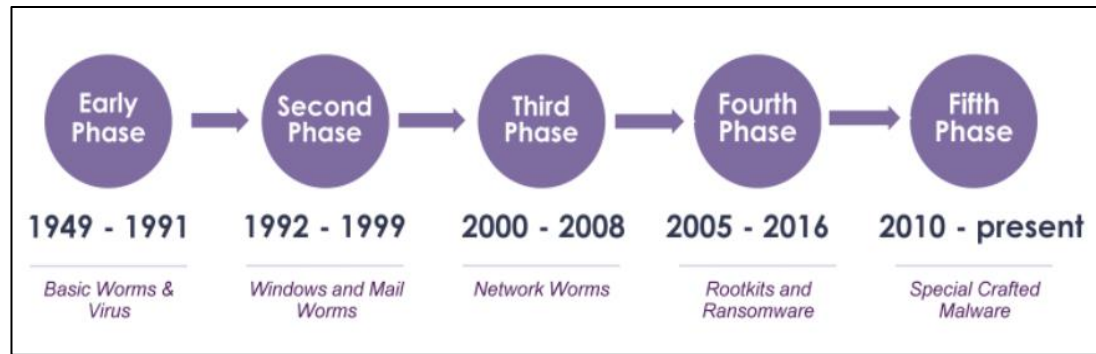 Early
Phase
Second
Phase
Third
Phase
Fourth
Phase
Fifth
Phase
1949 - 1991
1992 - 1999
2000 - 2008
2005 - 2016
2010 - present
Basic Worms &
Virus
Windows and Mail
Worms
Network Worms
Rootkits and
Ransomware
Special Crafted
Malware